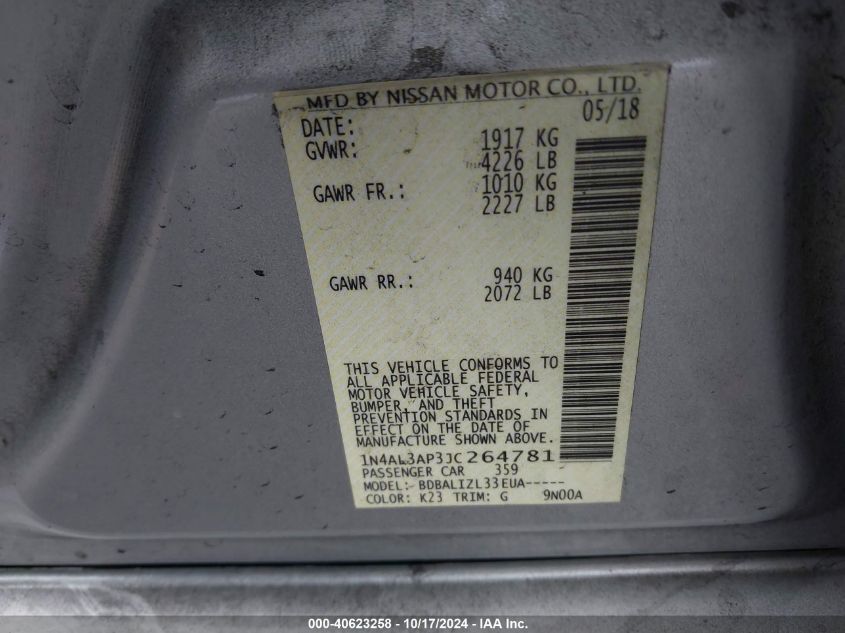 MFD BY NISSAN MOTOR CO., LTD.
DATE: 05/18
GVWR: 1917 KG
4226 LB
GAWR FR.: 1010 KG
2227 LB
GAWR RR.: 940 KG
2072 LB
THIS VEHICLE CONFORMS TO
ALL APPLICABLE FEDERAL
MOTOR VEHICLE SAFETY,
BUMPER, AND THEFT
PREVENTION STANDARDS IN
EFFECT ON THE DATE OF
MANUFACTURE SHOWN ABOVE.
1N4AL3AP3JC264781
PASSENGER CAR 359
MODEL: BDBALIZL33EUA-----
COLOR: K23 TRIM: G 9N00A
000-40623258 - 10/17/2024 - IAA Inc.